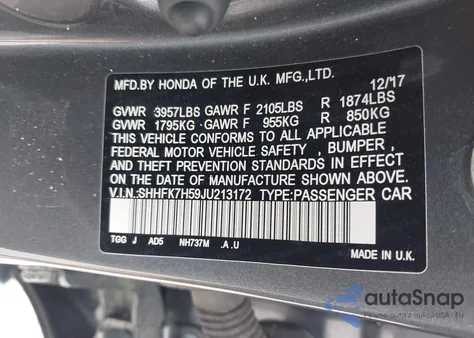 MFD.BY HONDA OF THE U.K. MFG.,LTD. 12/17
GVWR 3957LBS GAWR F 2105LBS R 1874LBS
GVWR 1795KG GAWR F 955KG R 850KG
THIS VEHICLE CONFORMS TO ALL APPLICABLE
FEDERAL MOTOR VEHICLE SAFETY , BUMPER ,
AND THEFT PREVENTION STANDARDS IN EFFECT
ON THE DATE OF MANUFACTURE SHOWN ABOVE.
V.I.N.:SHHFK7H59JU213172 TYPE:PASSENGER CAR
TGG J AD5 NH737M .A .U
MADE IN U.K.
autoSnap